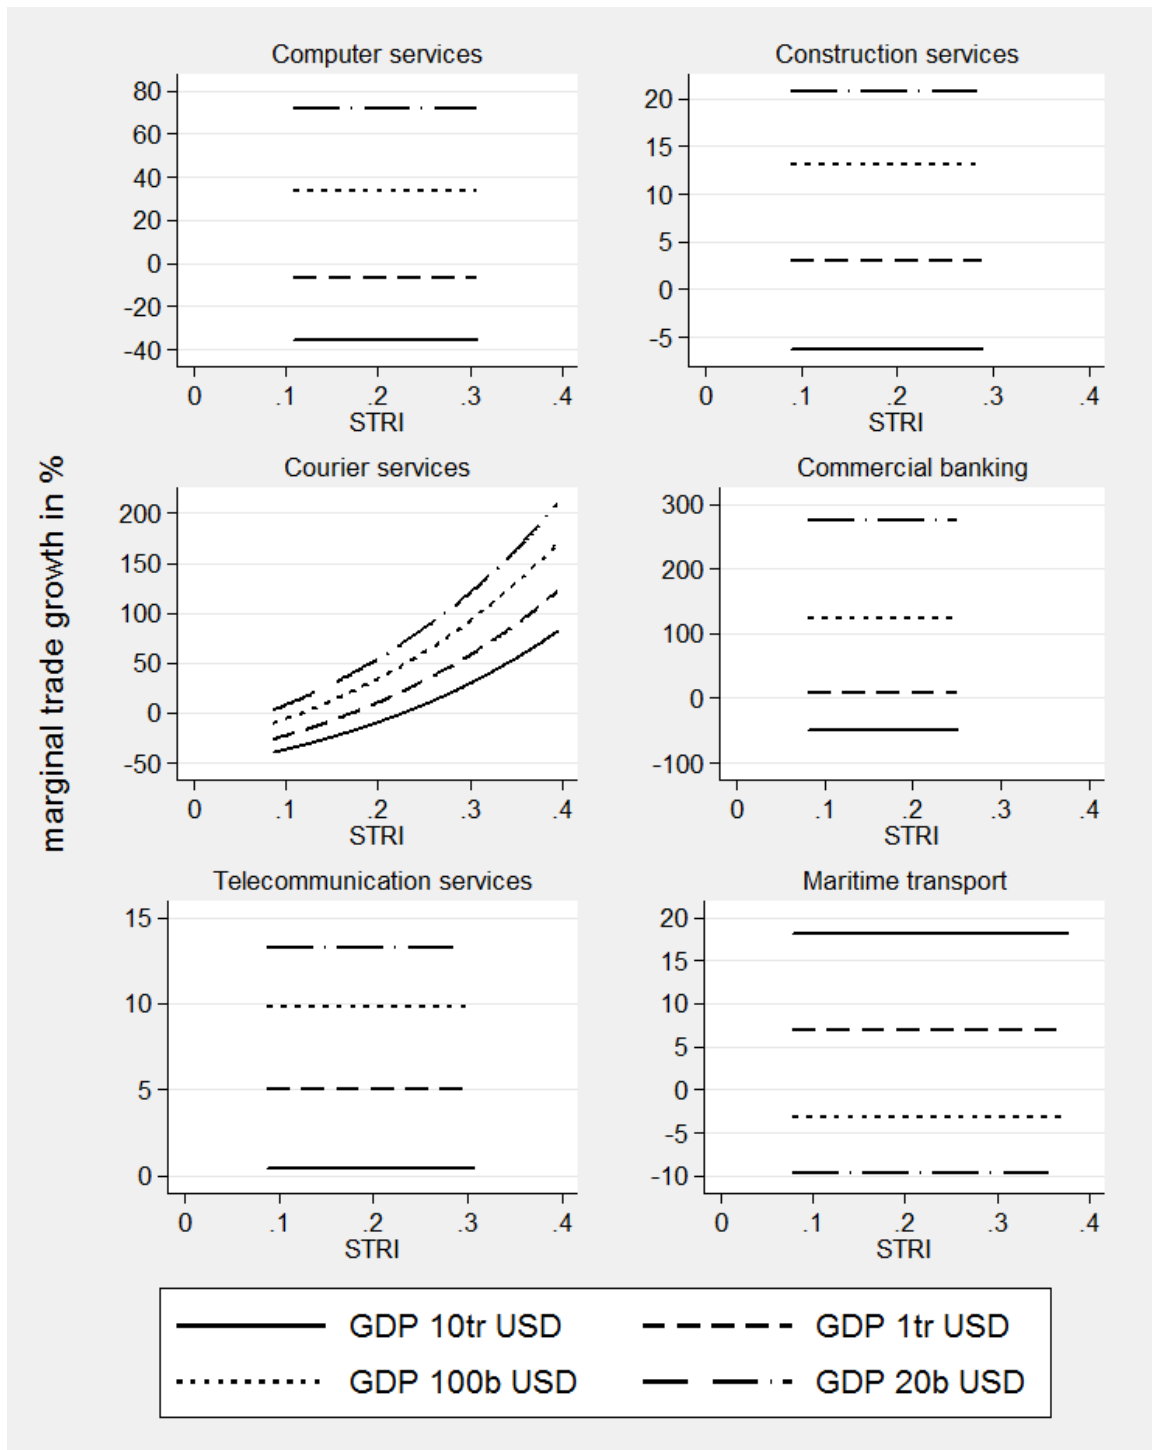 Computer services
80
60
40
20
0
-20
-40
0 .1 .2 .3 .4
STRI
Construction services
20
15
10
5
0
-5
0 .1 .2 .3 .4
STRI
marginal trade growth in %
Courier services
200
150
100
50
0
-50
0 .1 .2 .3 .4
STRI
Commercial banking
300
200
100
0
-100
0 .1 .2 .3 .4
STRI
Telecommunication services
15
10
5
0
0 .1 .2 .3 .4
STRI
Maritime transport
20
15
10
5
0
-5
-10
0 .1 .2 .3 .4
STRI
GDP 10tr USD
GDP 1tr USD
GDP 100b USD
GDP 20b USD